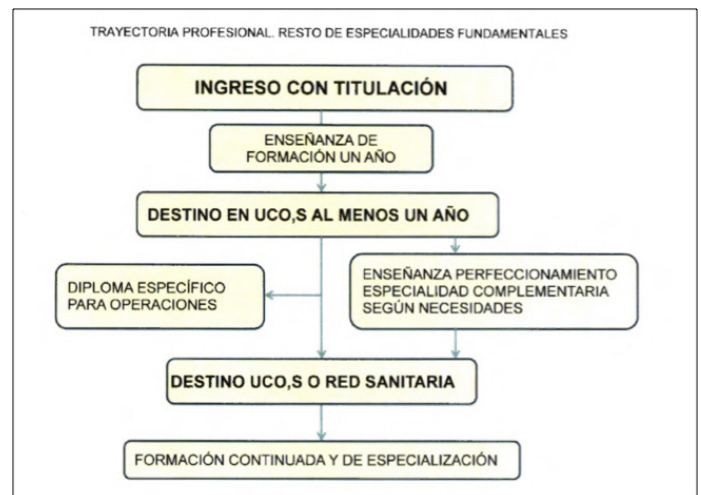 TRAYECTORIA PROFESIONAL. RESTO DE ESPECIALIDADES FUNDAMENTALES
INGRESO CON TITULACIÓN
ENSEÑANZA DE
FORMACIÓN UN AÑO
DESTINO EN UCO,S AL MENOS UN AÑO
DIPLOMA ESPECÍFICO
PARA OPERACIONES
ENSEÑANZA PERFECCIONAMIENTO
ESPECIALIDAD COMPLEMENTARIA
SEGÚN NECESIDADES
DESTINO UCO,S O RED SANITARIA
FORMACIÓN CONTINUADA Y DE ESPECIALIZACIÓN